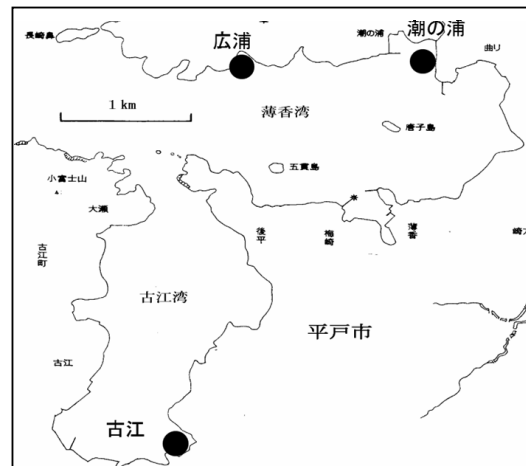 広浦
潮の浦
長崎鼻
潮の浦
曲り
1 km
薄香湾
唐子島
五貫島
小富士山
大瀬
後平
梅崎
薄香
崎方
古江町
古江湾
平戸市
古江
古江